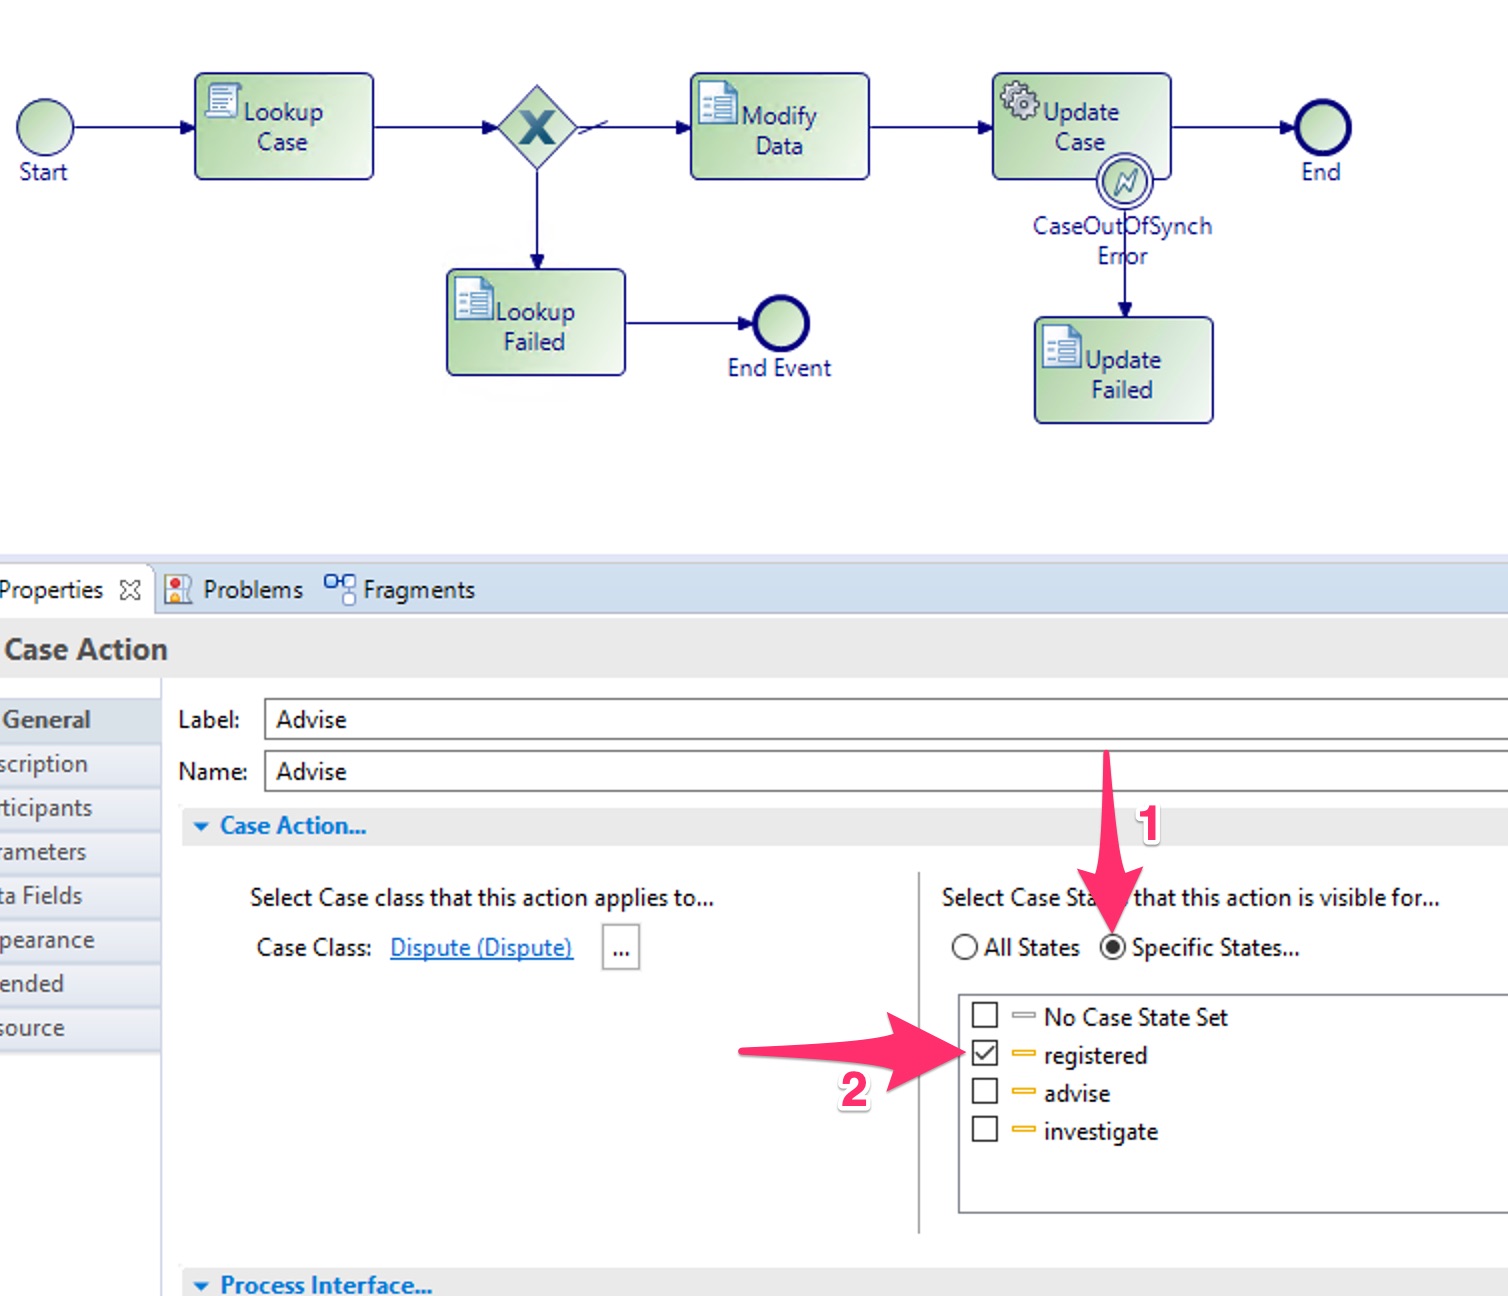 Lookup
Case
Modify
Data
Update
Case
Start
End
CaseOutOfSynch
Error
Lookup
Failed
End Event
Update
Failed
Properties
Problems
Fragments
Case Action
General
Label:
Advise
scription
Name:
Advise
rticipants
1
Case Action...
rameters
ta Fields
Select Case class that this action applies to...
Select Case Sta that this action is visible for...
pearance
Case Class:
Dispute (Dispute)
...
All States
Specific States...
ended
No Case State Set
source
registered
2
advise
investigate
Process Interface...